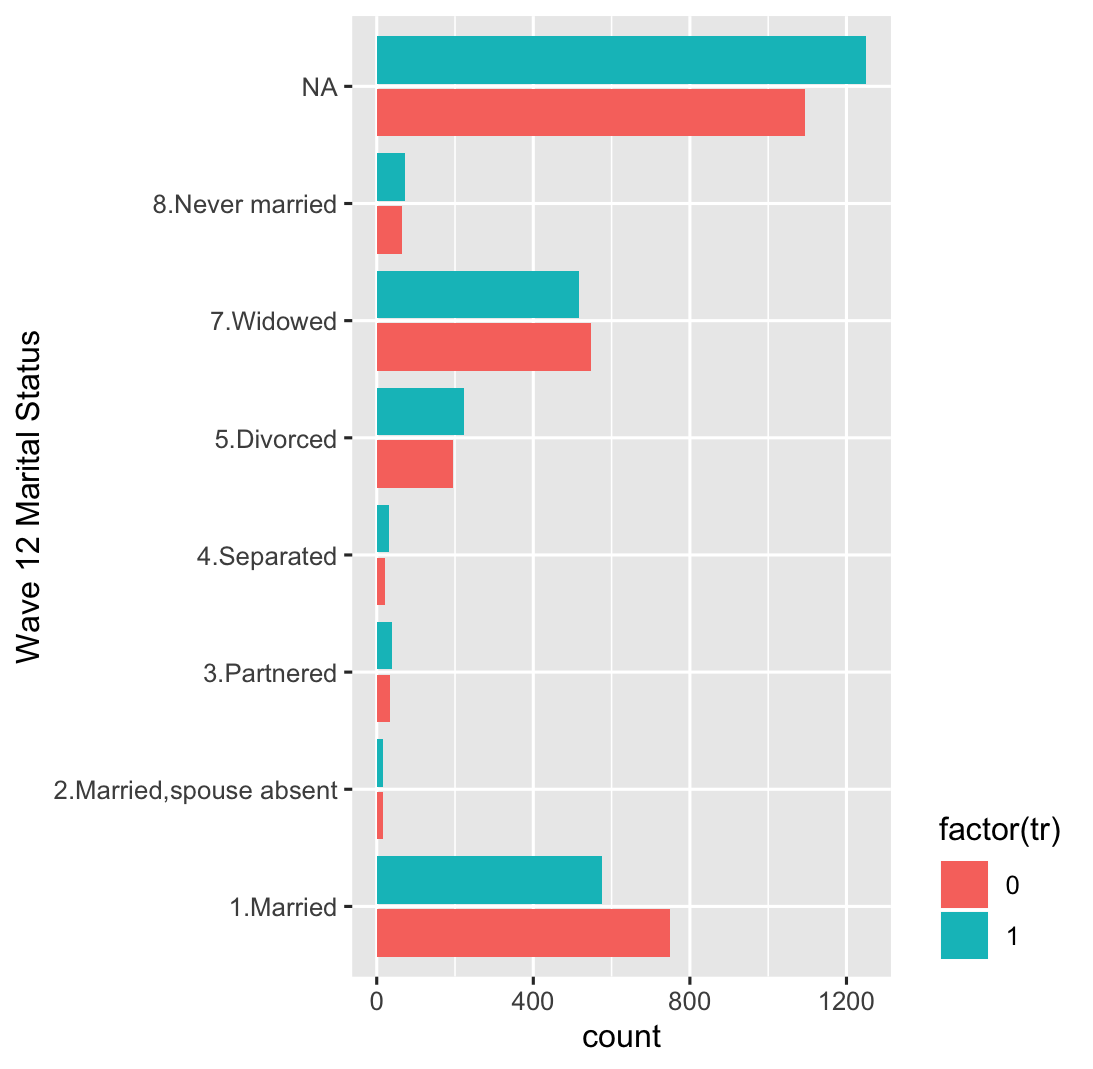 NA
8.Never married
7.Widowed
5.Divorced
4.Separated
3.Partnered
2.Married,spouse absent
1.Married
Wave 12 Marital Status
0
400
800
1200
count
factor(tr)
0
1